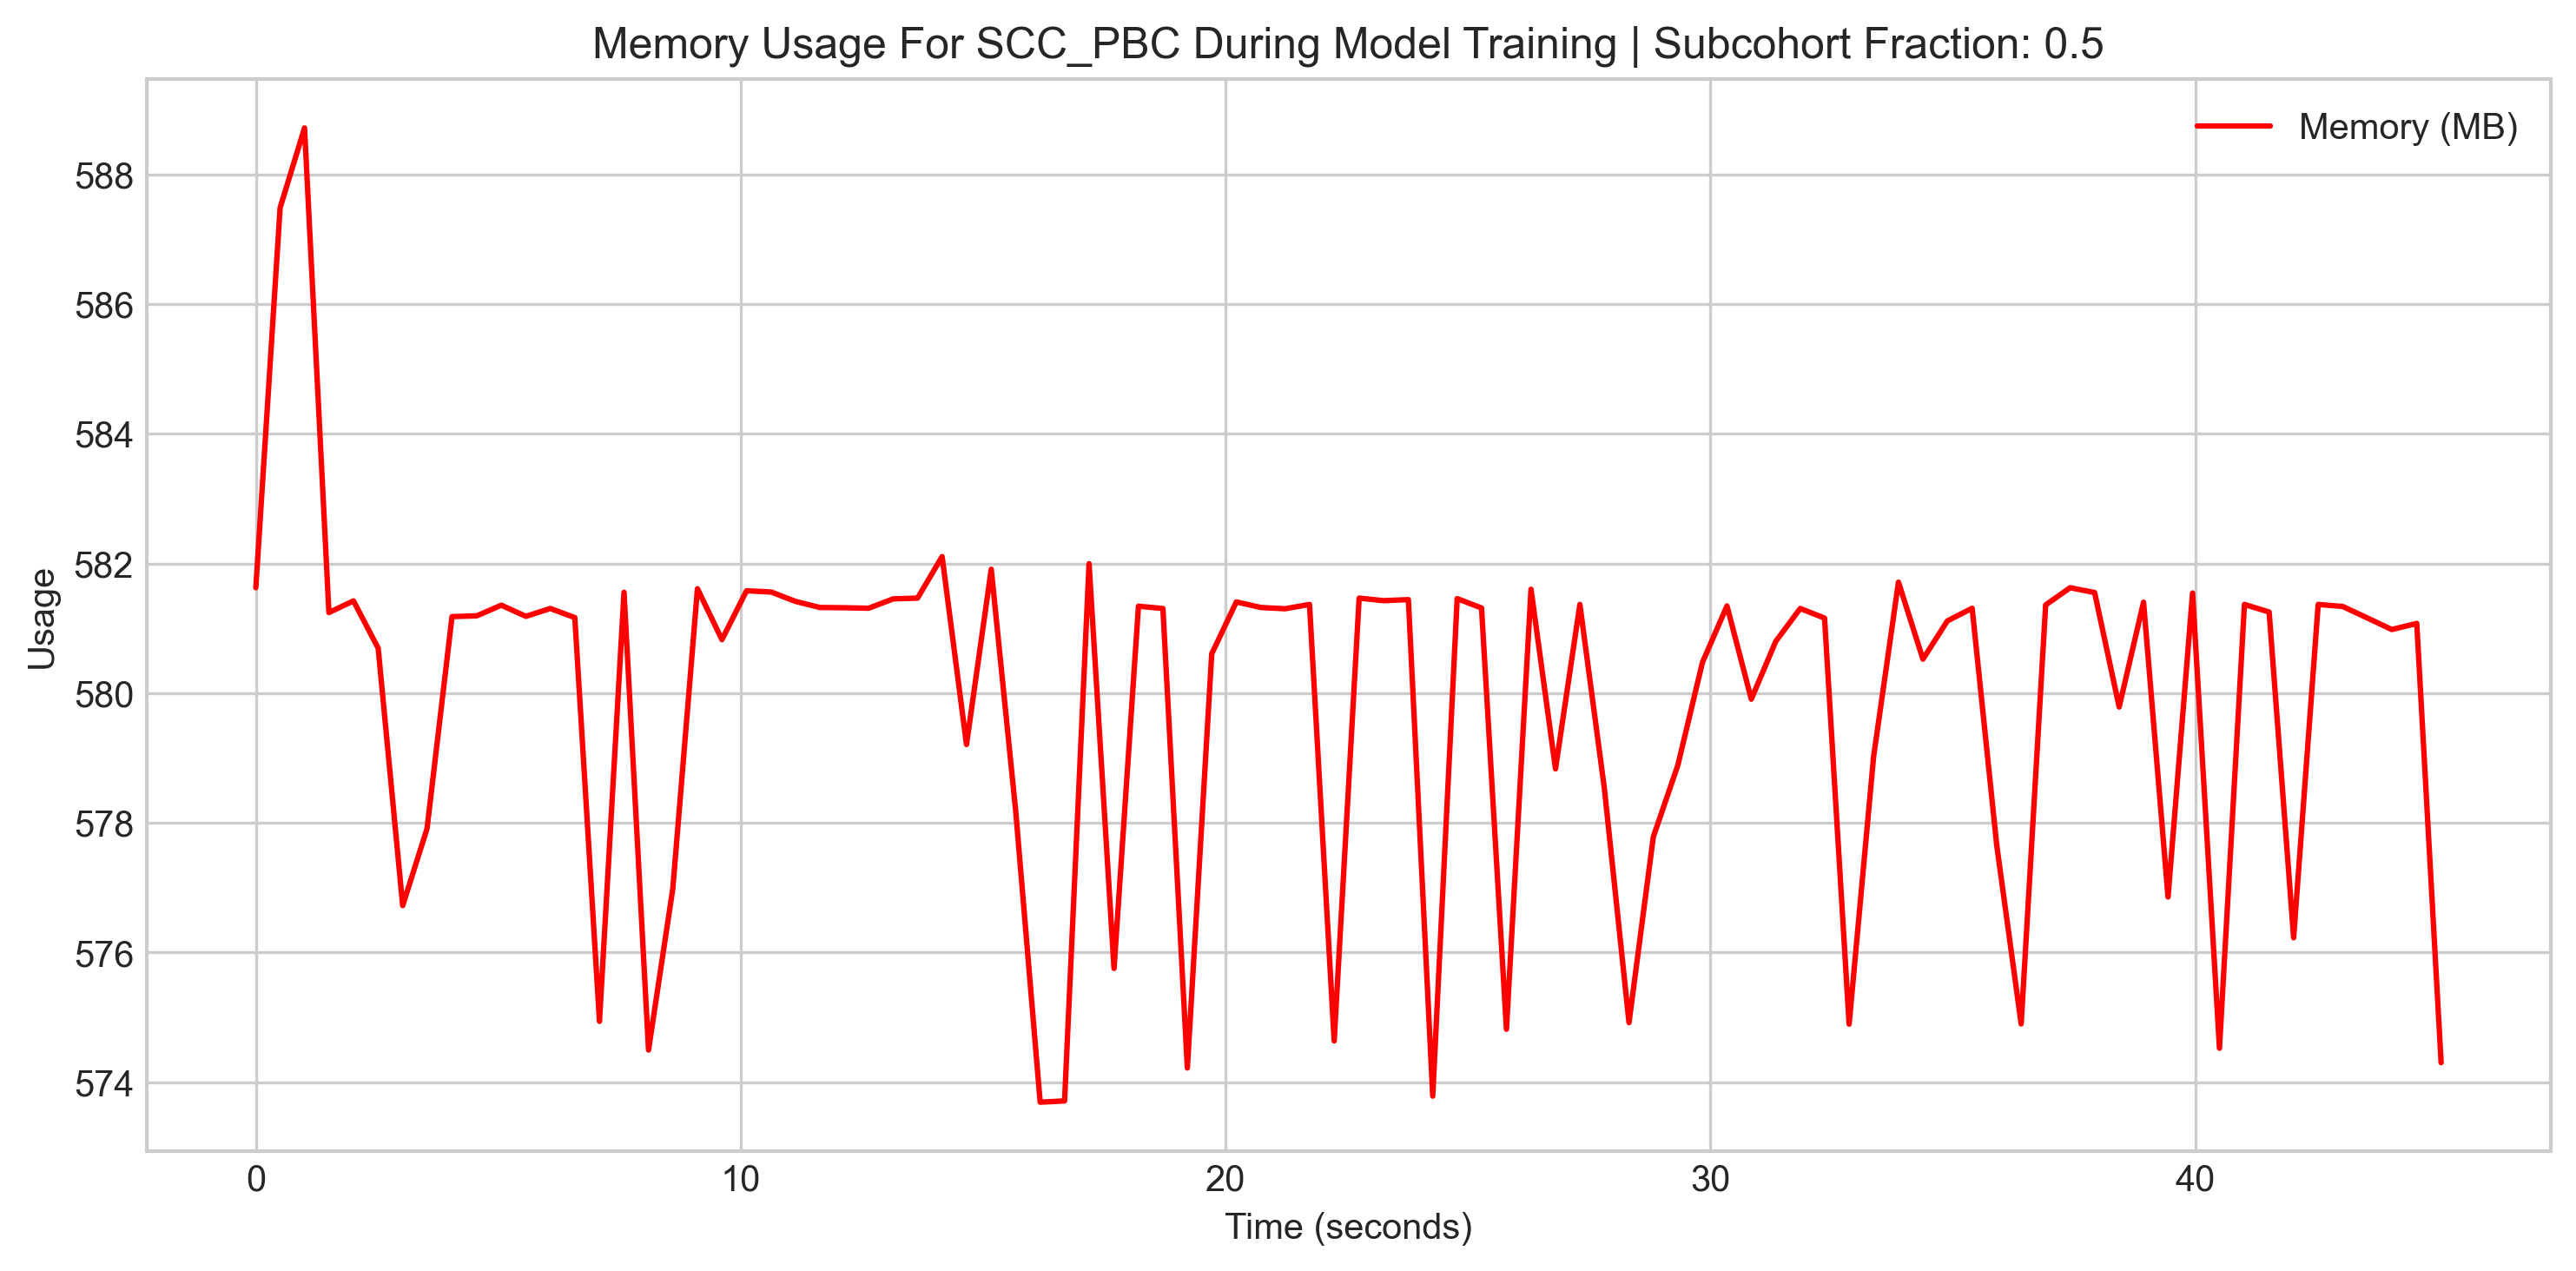 Memory Usage For SCC_PBC During Model Training | Subcohort Fraction: 0.5
Memory (MB)
588
586
584
582
580
578
576
574
Usage
0 10 20 30 40
Time (seconds)